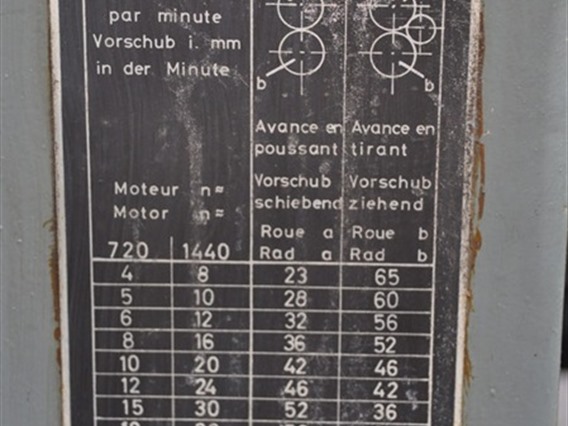 par minute
Vorschub i. mm
in der Minute
b b
Avance en Avance en
poussant tirant
Moteur n≈ Vorschub Vorschub
Motor n≈ schiebend ziehend
Roue a Roue b
720 1440 Rad a Rad b
4 8 23 65
5 10 28 60
6 12 32 56
8 16 36 52
10 20 42 46
12 24 46 42
15 30 52 36